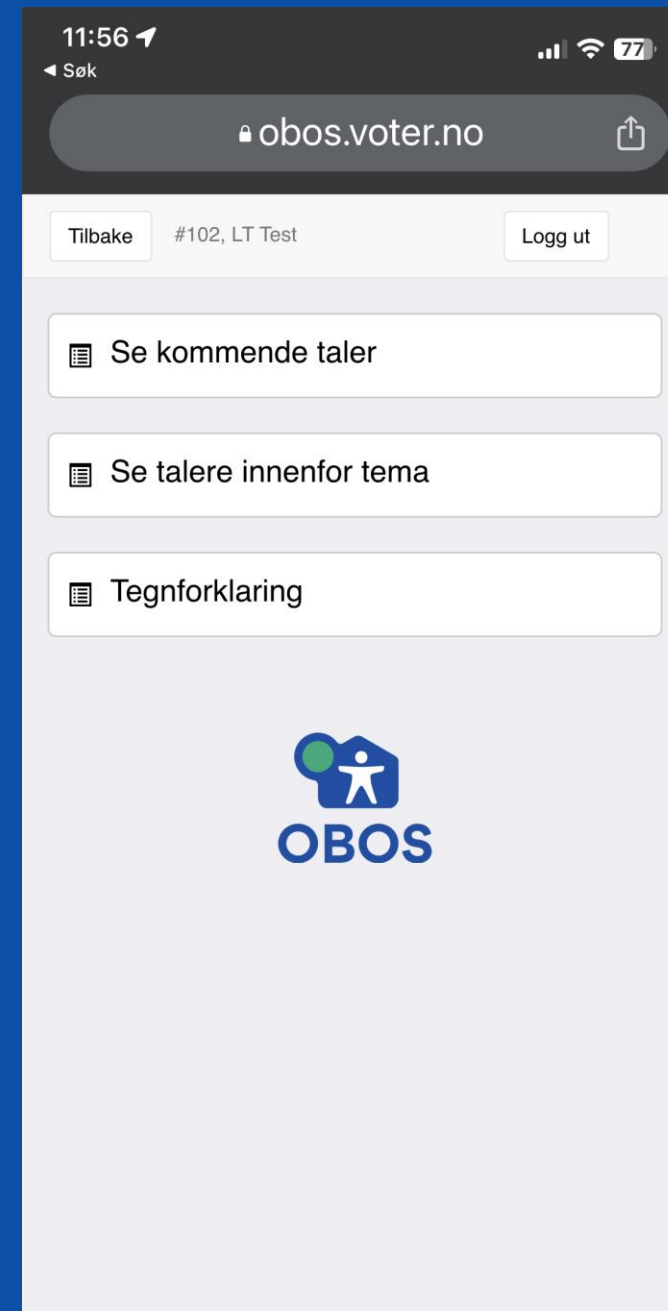 11:56
77
◀ Søk
obos.voter.no
Tilbake #102, LT Test Logg ut
Se kommende taler
Se talere innenfor tema
Tegnforklaring
OBOS